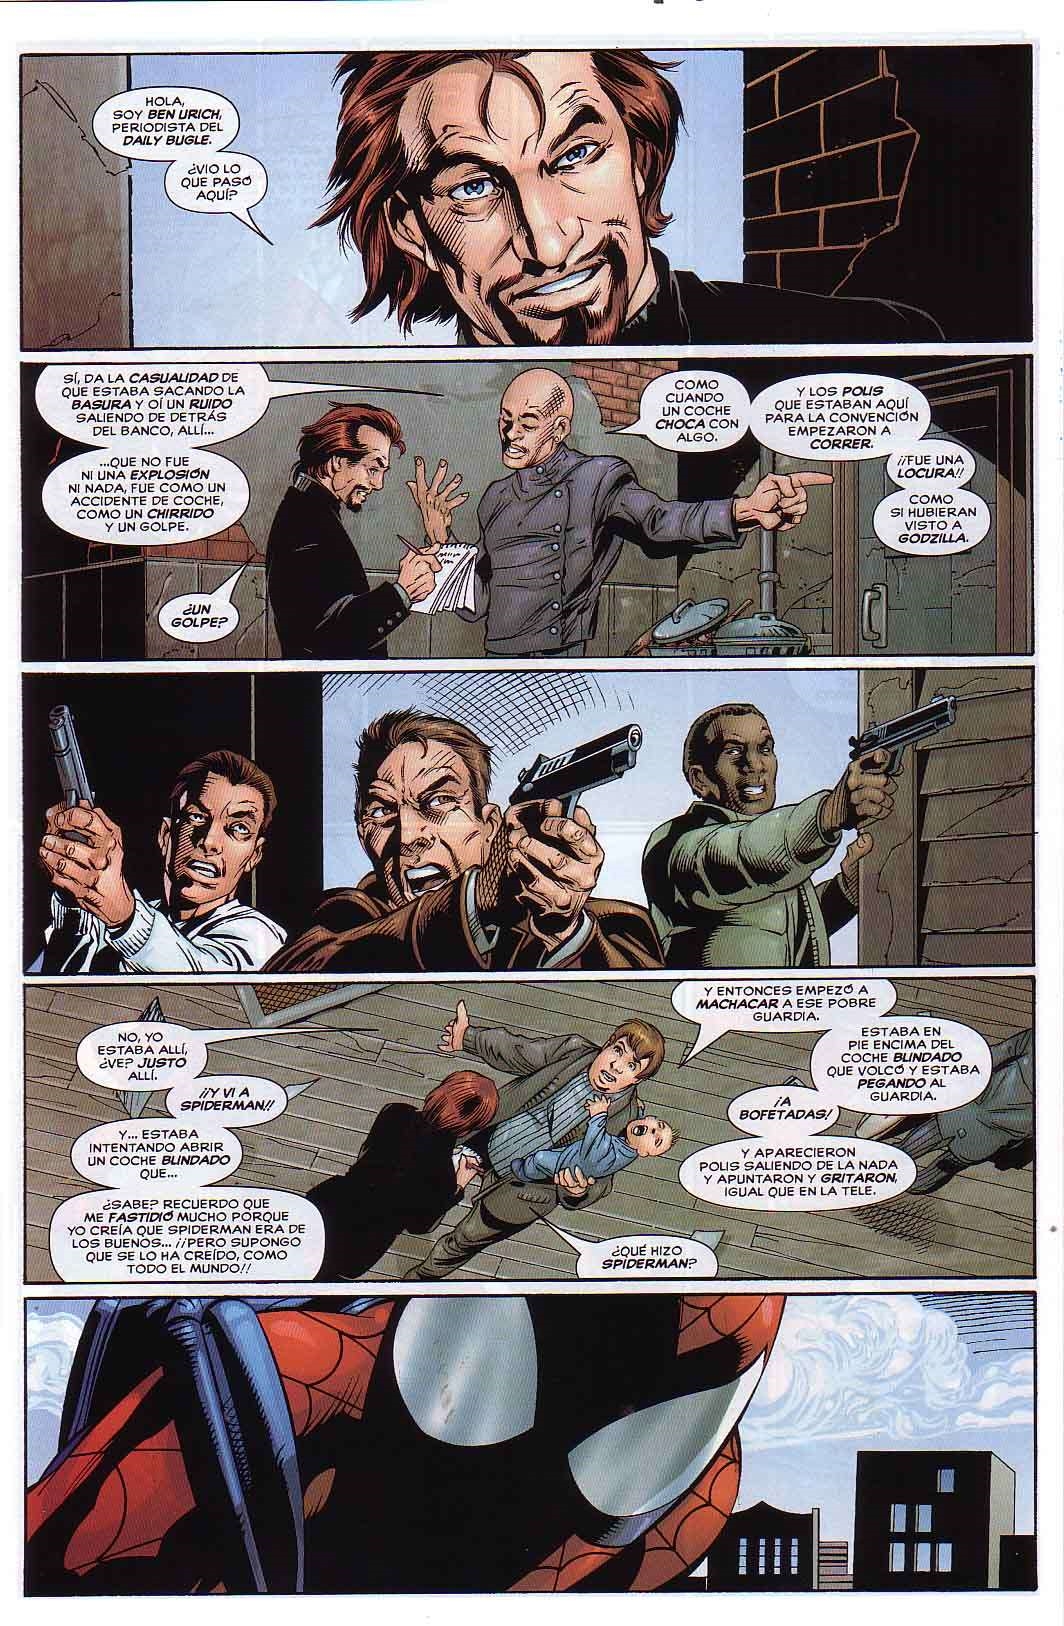 HOLA,
SOY BEN URICH,
PERIODISTA DEL
DAILY BUGLE.
¿VIO LO
QUE PASÓ
AQUÍ?
SÍ, DA LA CASUALIDAD DE
QUE ESTABA SACANDO LA
BASURA Y OÍ UN RUIDO
SALIENDO DE DETRÁS
DEL BANCO, ALLÍ...
...QUE NO FUE
NI UNA EXPLOSIÓN
NI NADA, FUE COMO UN
ACCIDENTE DE COCHE,
COMO UN CHIRRIDO
Y UN GOLPE.
¿UN
GOLPE?
COMO
CUANDO
UN COCHE
CHOCA CON
ALGO.
Y LOS POLIS
QUE ESTABAN AQUÍ
PARA LA CONVENCIÓN
EMPEZARON A
CORRER.
¡¡FUE UNA
LOCURA!!
COMO
SI HUBIERAN
VISTO A
GODZILLA.
NO, YO
ESTABA ALLÍ,
¿VE? JUSTO
ALLÍ.
¡¡Y VI A
SPIDERMAN!!
Y... ESTABA
INTENTANDO ABRIR
UN COCHE BLINDADO
QUE...
¿SABE? RECUERDO QUE
ME FASTIDIÓ MUCHO PORQUE
YO CREÍA QUE SPIDERMAN ERA DE
LOS BUENOS... ¡¡PERO SUPONGO
QUE SE LO HA CREÍDO, COMO
TODO EL MUNDO!!
¿QUÉ HIZO
SPIDERMAN?
Y ENTONCES EMPEZÓ A
MACHACAR A ESE POBRE
GUARDIA.
ESTABA EN
PIE ENCIMA DEL
COCHE BLINDADO
QUE VOLCÓ Y ESTABA
PEGANDO AL
GUARDIA.
¡A
BOFETADAS!
Y APARECIERON
POLIS SALIENDO DE LA NADA
Y APUNTARON Y GRITARON,
IGUAL QUE EN LA TELE.